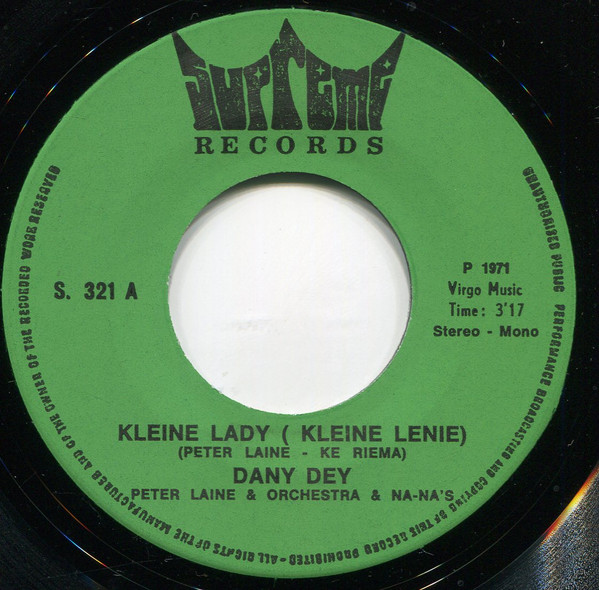 SUPREME
RECORDS
S. 321 A
P 1971
Virgo Music
Time: 3'17
Stereo - Mono
KLEINE LADY ( KLEINE LENIE)
(PETER LAINE - KE RIEMA)
DANY DEY
PETER LAINE & ORCHESTRA & NA-NA'S
ALL RIGHTS OF THE MANUFACTURER AND OF THE OWNER OF THE RECORDED WORK RESERVED
UNAUTHORISED PUBLIC PERFORMANCE BROADCASTING AND COPYING OF THIS RECORD PROHIBITED -